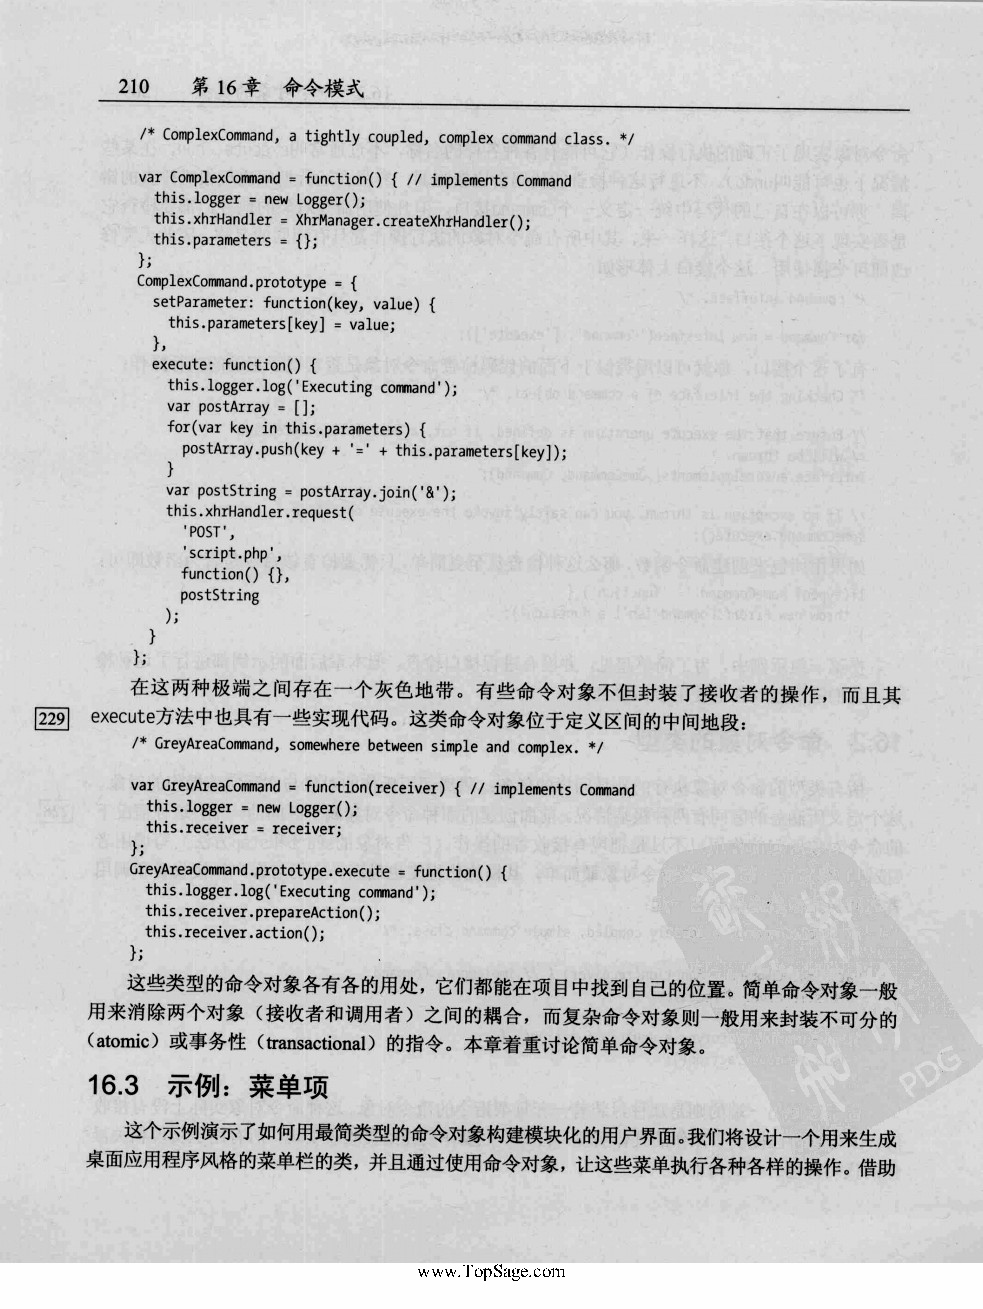 210 第 16 章 命令模式
/* ComplexCommand, a tightly coupled, complex command class. */
var ComplexCommand = function() { // implements Command
this.logger = new Logger();
this.xhrHandler = XhrManager.createXhrHandler();
this.parameters = {};
};
ComplexCommand.prototype = {
setParameter: function(key, value) {
this.parameters[key] = value;
},
execute: function() {
this.logger.log('Executing command');
var postArray = [];
for(var key in this.parameters) {
postArray.push(key + '=' + this.parameters[key]);
}
var postString = postArray.join('&');
this.xhrHandler.request(
'POST',
'script.php',
function() {},
postString
);
}
};
在这两种极端之间存在一个灰色地带。有些命令对象不但封装了接收者的操作，而且其
229 execute方法中也具有一些实现代码。这类命令对象位于定义区间的中间地段：
/* GreyAreaCommand, somewhere between simple and complex. */
var GreyAreaCommand = function(receiver) { // implements Command
this.logger = new Logger();
this.receiver = receiver;
};
GreyAreaCommand.prototype.execute = function() {
this.logger.log('Executing command');
this.receiver.prepareAction();
this.receiver.action();
};
这些类型的命令对象各有各的用处，它们都能在项目中找到自己的位置。简单命令对象一般
用来消除两个对象（接收者和调用者）之间的耦合，而复杂命令对象则一般用来封装不可分的
（atomic）或事务性（transactional）的指令。本章着重讨论简单命令对象。
16.3 示例：菜单项
这个示例演示了如何用最简类型的命令对象构建模块化的用户界面。我们将设计一个用来生成
桌面应用程序风格的菜单栏的类，并且通过使用命令对象，让这些菜单执行各种各样的操作。借助
PDG
www.TopSage.com